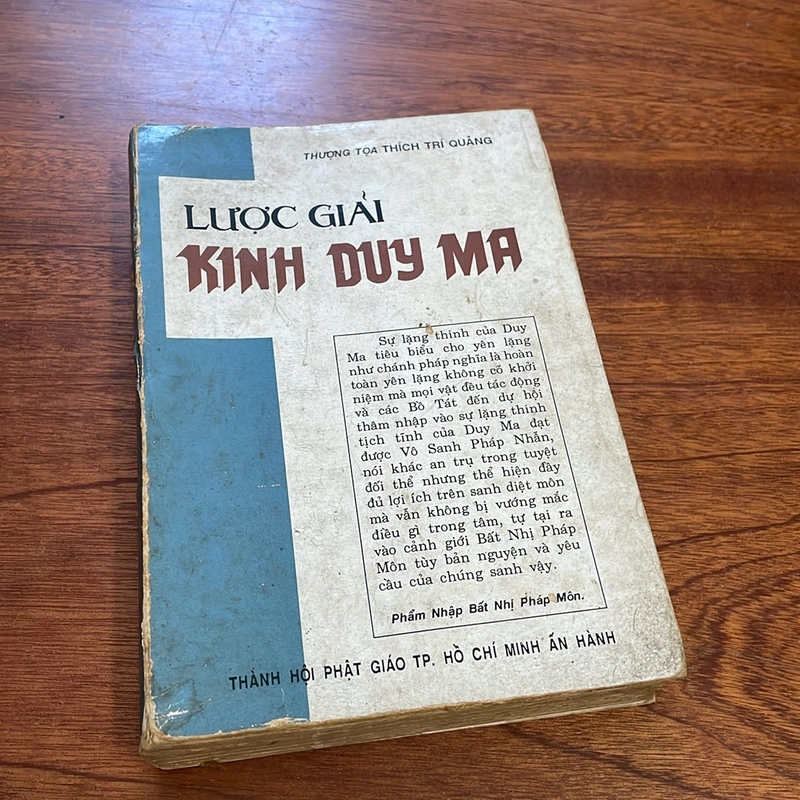 THƯỢNG TỌA THÍCH TRÍ QUẢNG
LƯỢC GIẢI
KINH DUY MA
Sự lặng thinh của Duy
Ma tiêu biểu cho yên lặng
như chánh pháp nghĩa là hoàn
toàn yên lặng không có khởi
niệm mà mọi vật đều tác động
và các Bồ Tát đến dự hội
thâm nhập vào sự lặng thinh
tịch tĩnh của Duy Ma đạt
được Vô Sanh Pháp Nhẫn,
nói khác an trụ trong tuyệt
đối thể nhưng thể hiện đầy
đủ lợi ích trên sanh diệt môn
mà vẫn không bị vướng mắc
điều gì trong tâm, tự tại ra
vào cảnh giới Bất Nhị Pháp
Môn tùy bản nguyện và yêu
cầu của chúng sanh vậy.
Phẩm Nhập Bất Nhị Pháp Môn.
THÀNH HỘI PHẬT GIÁO TP. HỒ CHÍ MINH ẤN HÀNH